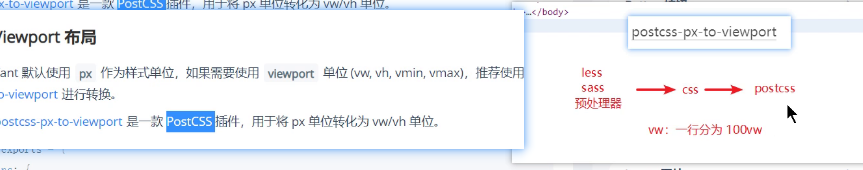 x-to-viewport 是一款 PostCSS 插件，用于将 px 单位转化为 vw/vh 单位。
Viewport 布局
ant 默认使用 px 作为样式单位，如果需要使用 viewport 单位 (vw, vh, vmin, vmax)，推荐使用
o-viewport 进行转换。
postcss-px-to-viewport 是一款 PostCSS 插件，用于将 px 单位转化为 vw/vh 单位。
exports = {
…</body>
postcss-px-to-viewport
less
sass
预处理器
css
postcss
vw：一行分为 100vw